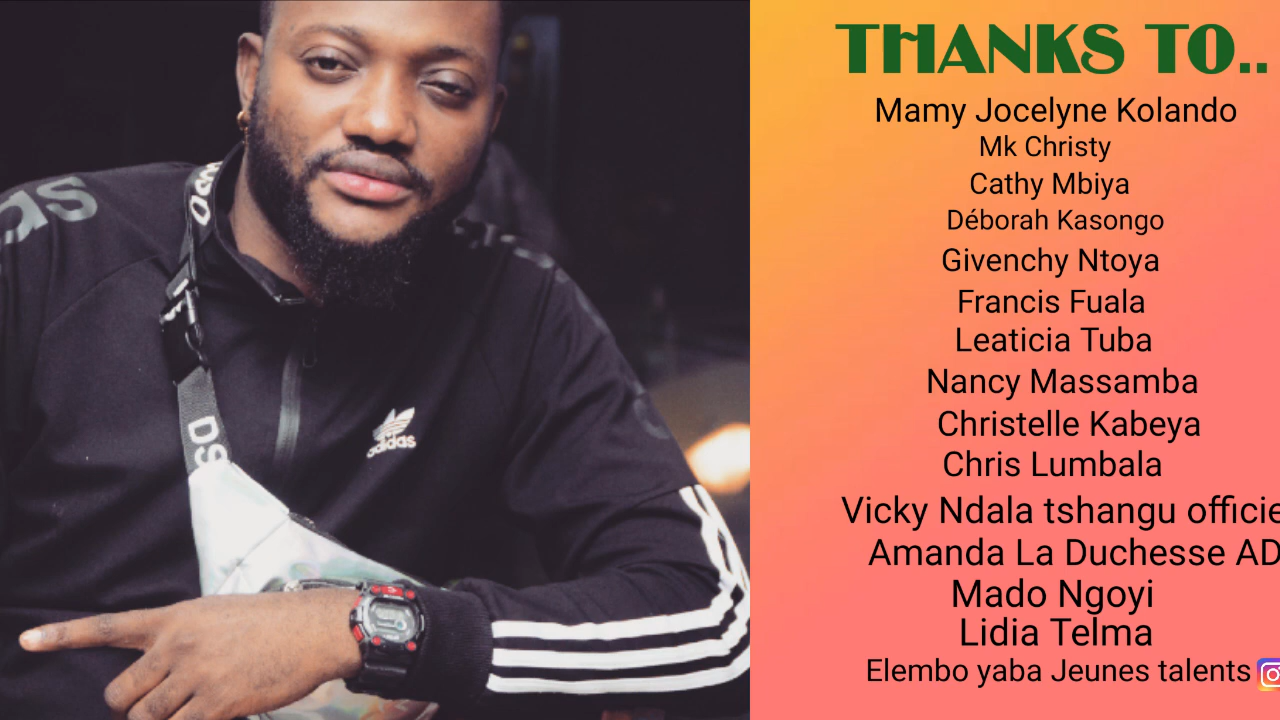 THANKS TO..
Mamy Jocelyne Kolando
Mk Christy
Cathy Mbiya
Déborah Kasongo
Givenchy Ntoya
Francis Fuala
Leaticia Tuba
Nancy Massamba
Christelle Kabeya
Chris Lumbala
Vicky Ndala tshangu officie
Amanda La Duchesse AD
Mado Ngoyi
Lidia Telma
Elembo yaba Jeunes talents
adidas